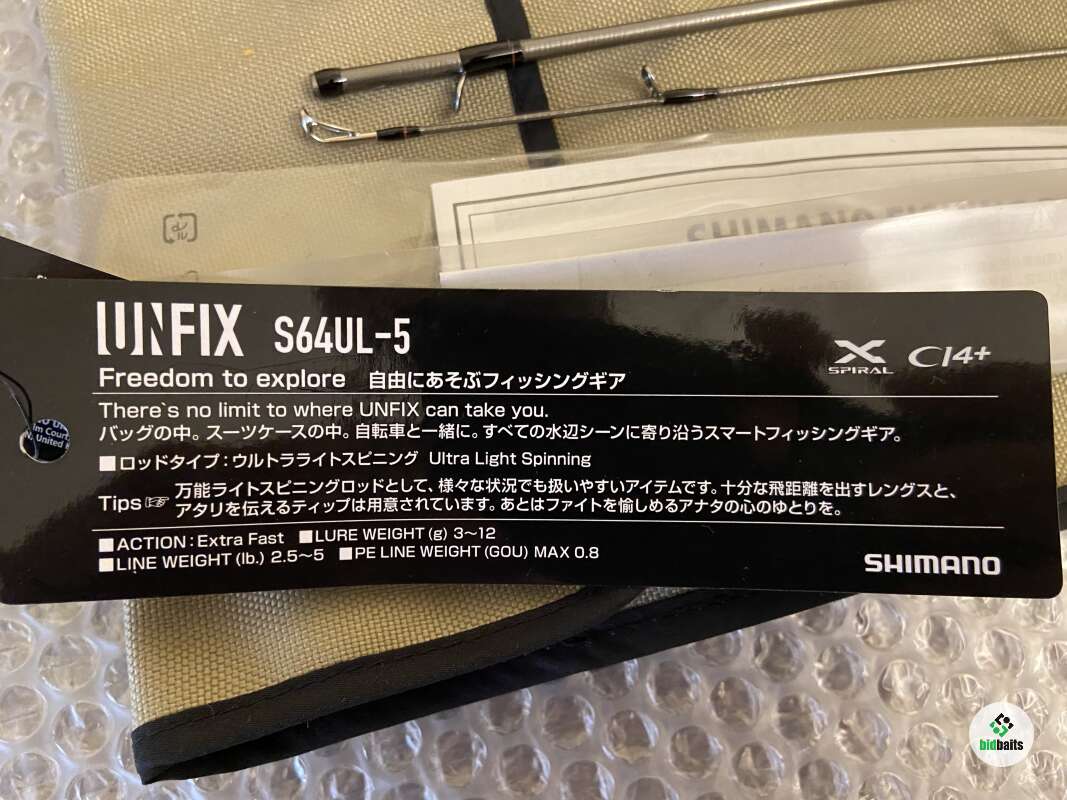 SHIMANO
UNFIX S64UL-5
X SPIRAL CI4+
Freedom to explore 自由にあそぶフィッシングギア
There`s no limit to where UNFIX can take you.
バッグの中。スーツケースの中。自転車と一緒に。すべての水辺シーンに寄り沿うスマートフィッシングギア。
■ロッドタイプ:ウルトラライトスピニング Ultra Light Spinning
Tips☞ 万能ライトスピニングロッドとして、様々な状況でも扱いやすいアイテムです。十分な飛距離を出すレングスと、
アタリを伝えるティップは用意されています。あとはファイトを愉しめるアナタの心のゆとりを。
■ACTION:Extra Fast ■LURE WEIGHT(g) 3~12
■LINE WEIGHT(lb.) 2.5~5 ■PE LINE WEIGHT(GOU) MAX 0.8
SHIMANO
United
bidbaits